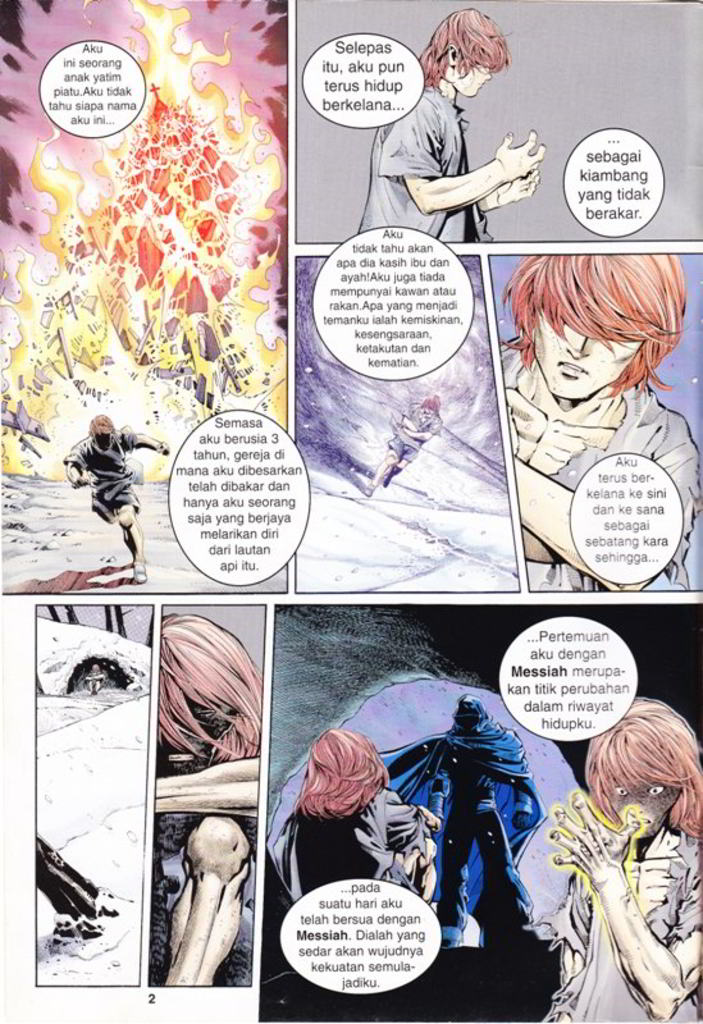 Aku
ini seorang
anak yatim
piatu.Aku tidak
tahu siapa nama
aku ini...
Semasa
aku berusia 3
tahun, gereja di
mana aku dibesarkan
telah dibakar dan
hanya aku seorang
saja yang berjaya
melarikan diri
dari lautan
api itu.
Selepas
itu, aku pun
terus hidup
berkelana...
...
sebagai
kiambang
yang tidak
berakar.
Aku
tidak tahu akan
apa dia kasih ibu dan
ayah!Aku juga tiada
mempunyai kawan atau
rakan.Apa yang menjadi
temanku ialah kemiskinan,
kesengsaraan,
ketakutan dan
kematian.
Aku
terus ber-
kelana ke sini
dan ke sana
sebagai
sebatang kara
sehingga...
...pada
suatu hari aku
telah bersua dengan
Messiah. Dialah yang
sedar akan wujudnya
kekuatan semula-
jadiku.
...Pertemuan
aku dengan
Messiah merupa-
kan titik perubahan
dalam riwayat
hidupku.
2